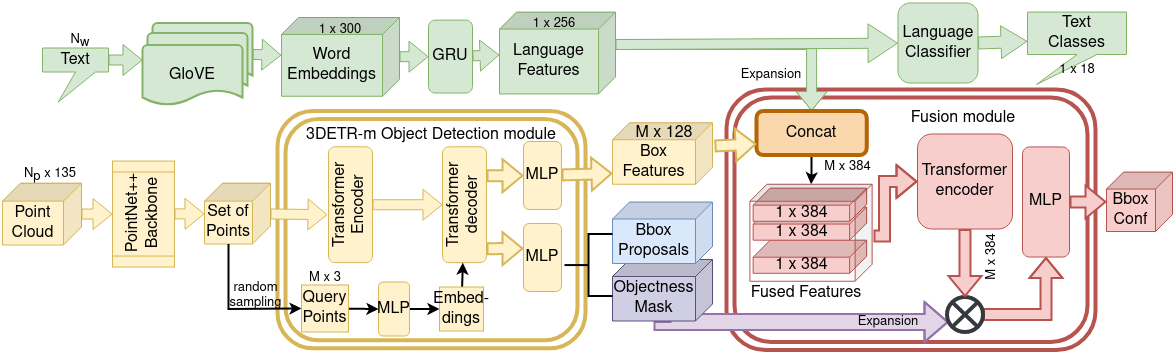 N_w
Text
GloVE
1 x 300
Word
Embeddings
GRU
1 x 256
Language
Features
Language
Classifier
Text
Classes
1 x 18
Expansion
3DETR-m Object Detection module
N_p x 135
Point
Cloud
PointNet++
Backbone
Set of
Points
Transformer
Encoder
Transformer
decoder
MLP
MLP
random
sampling
M x 3
Query
Points
MLP
Embed-
dings
M x 128
Box
Features
Bbox
Proposals
Objectness
Mask
Fusion module
Concat
M x 384
1 x 384
1 x 384
1 x 384
Fused Features
Transformer
encoder
M x 384
MLP
Bbox
Conf
Expansion